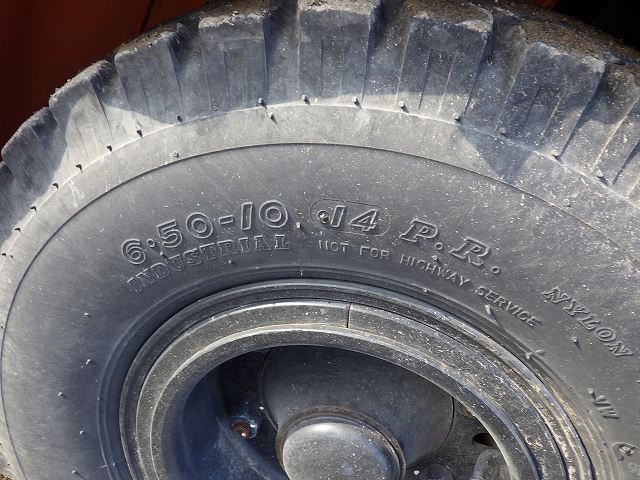 6·50-10 14 P.R. NYLON
INDUSTRIAL NOT FOR HIGHWAY SERVICE